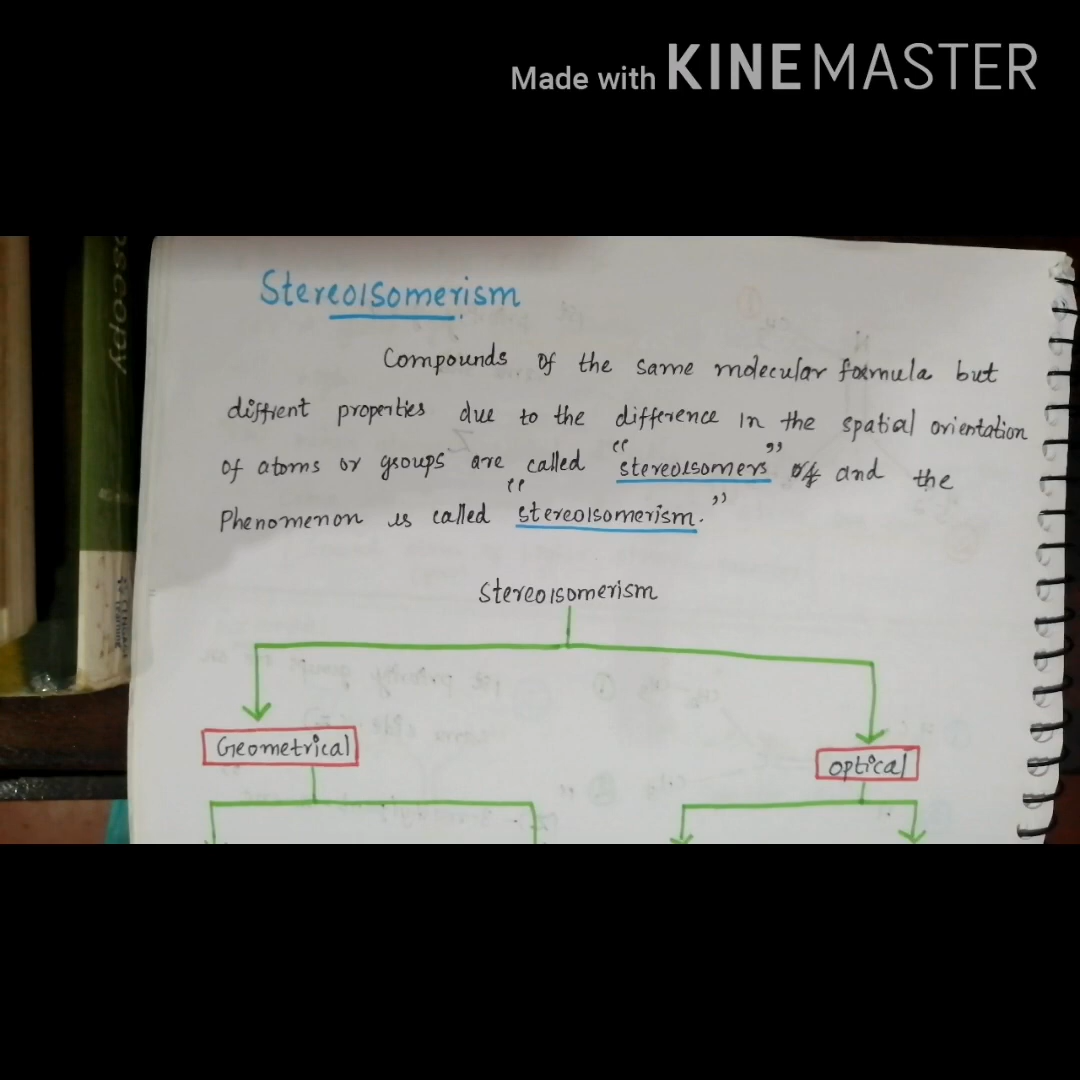 Made with KINEMASTER
Stereoisomerism
Compounds of the same molecular formula but
diffrent properties due to the difference in the spatial orientation
of atoms or groups are called "stereoisomers" and the
Phenomenon is called "stereoisomerism."
Stereoisomerism
Geometrical
optical